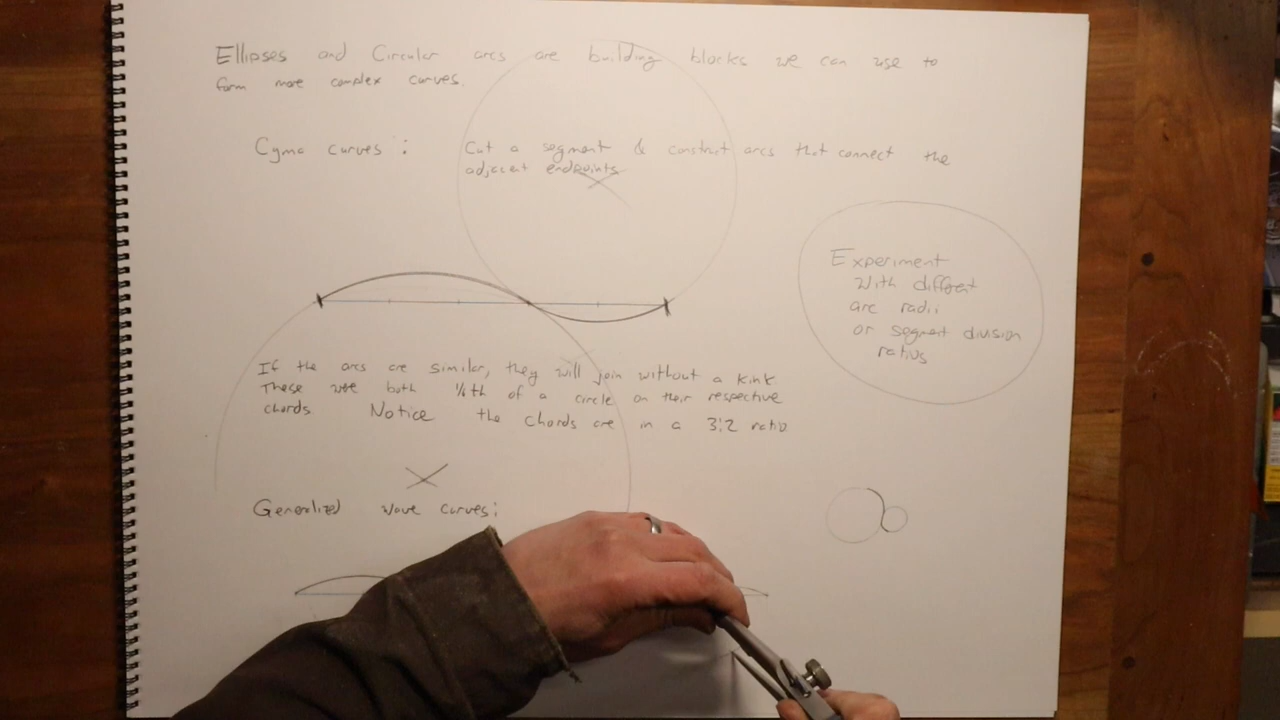 Ellipses and Circular arcs are building blocks we can use to
form more complex curves.
Cyma curves : Cut a segment & construct arcs that connect the
adjacent endpoints
Experiment
with different
arc radii
or segment division
ratios
If the arcs are similar, they will join without a kink
These were both 1/6th of a circle on their respective
chords Notice the chords are in a 3:2 ratio
Generalized wave curves: